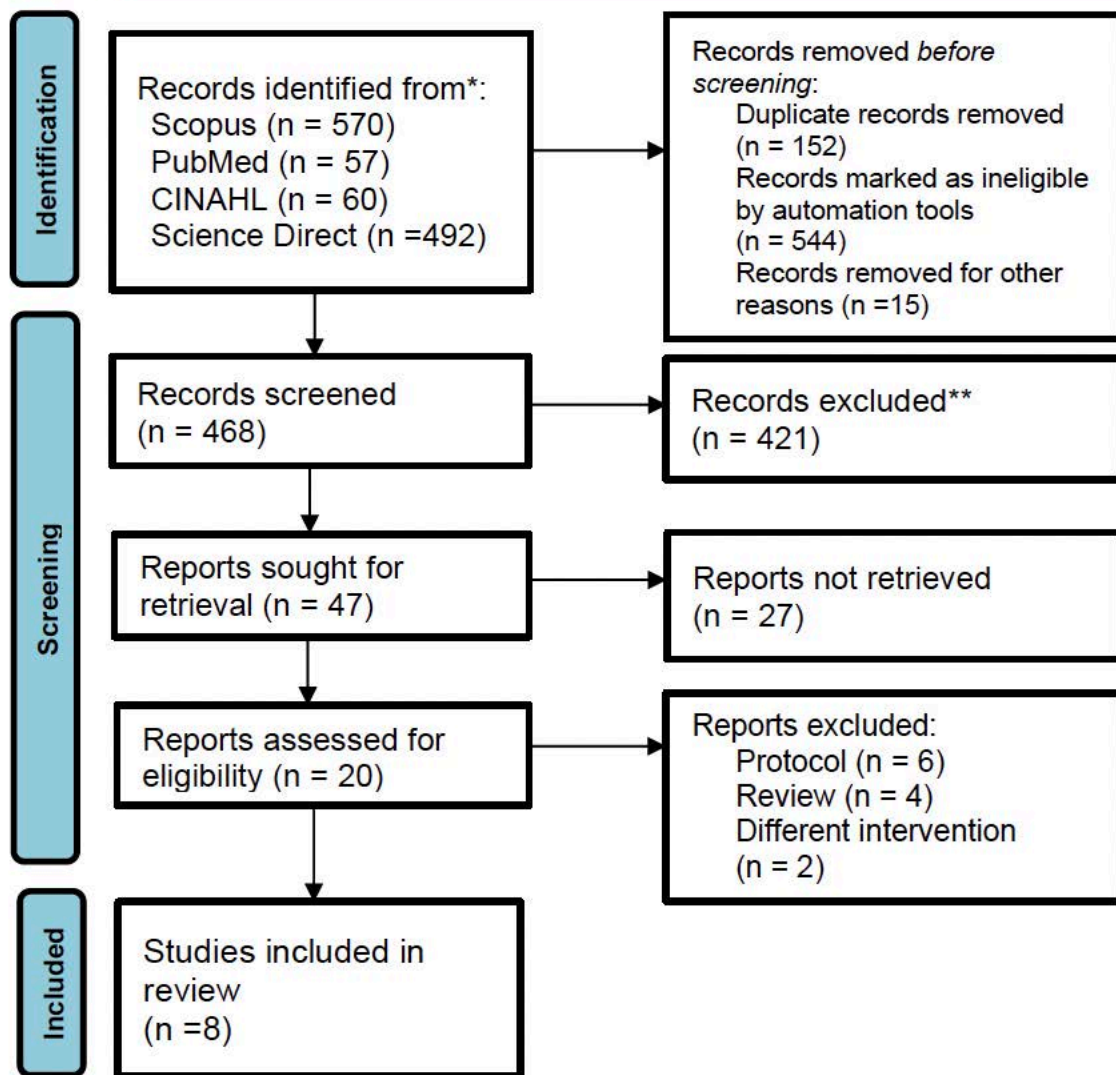 Identification
Records identified from*:
Scopus (n = 570)
PubMed (n = 57)
CINAHL (n = 60)
Science Direct (n =492)
Records removed before
screening:
Duplicate records removed
(n = 152)
Records marked as ineligible
by automation tools
(n = 544)
Records removed for other
reasons (n =15)
Screening
Records screened
(n = 468)
Records excluded**
(n = 421)
Reports sought for
retrieval (n = 47)
Reports not retrieved
(n = 27)
Reports assessed for
eligibility (n = 20)
Reports excluded:
Protocol (n = 6)
Review (n = 4)
Different intervention
(n = 2)
Included
Studies included in
review
(n =8)